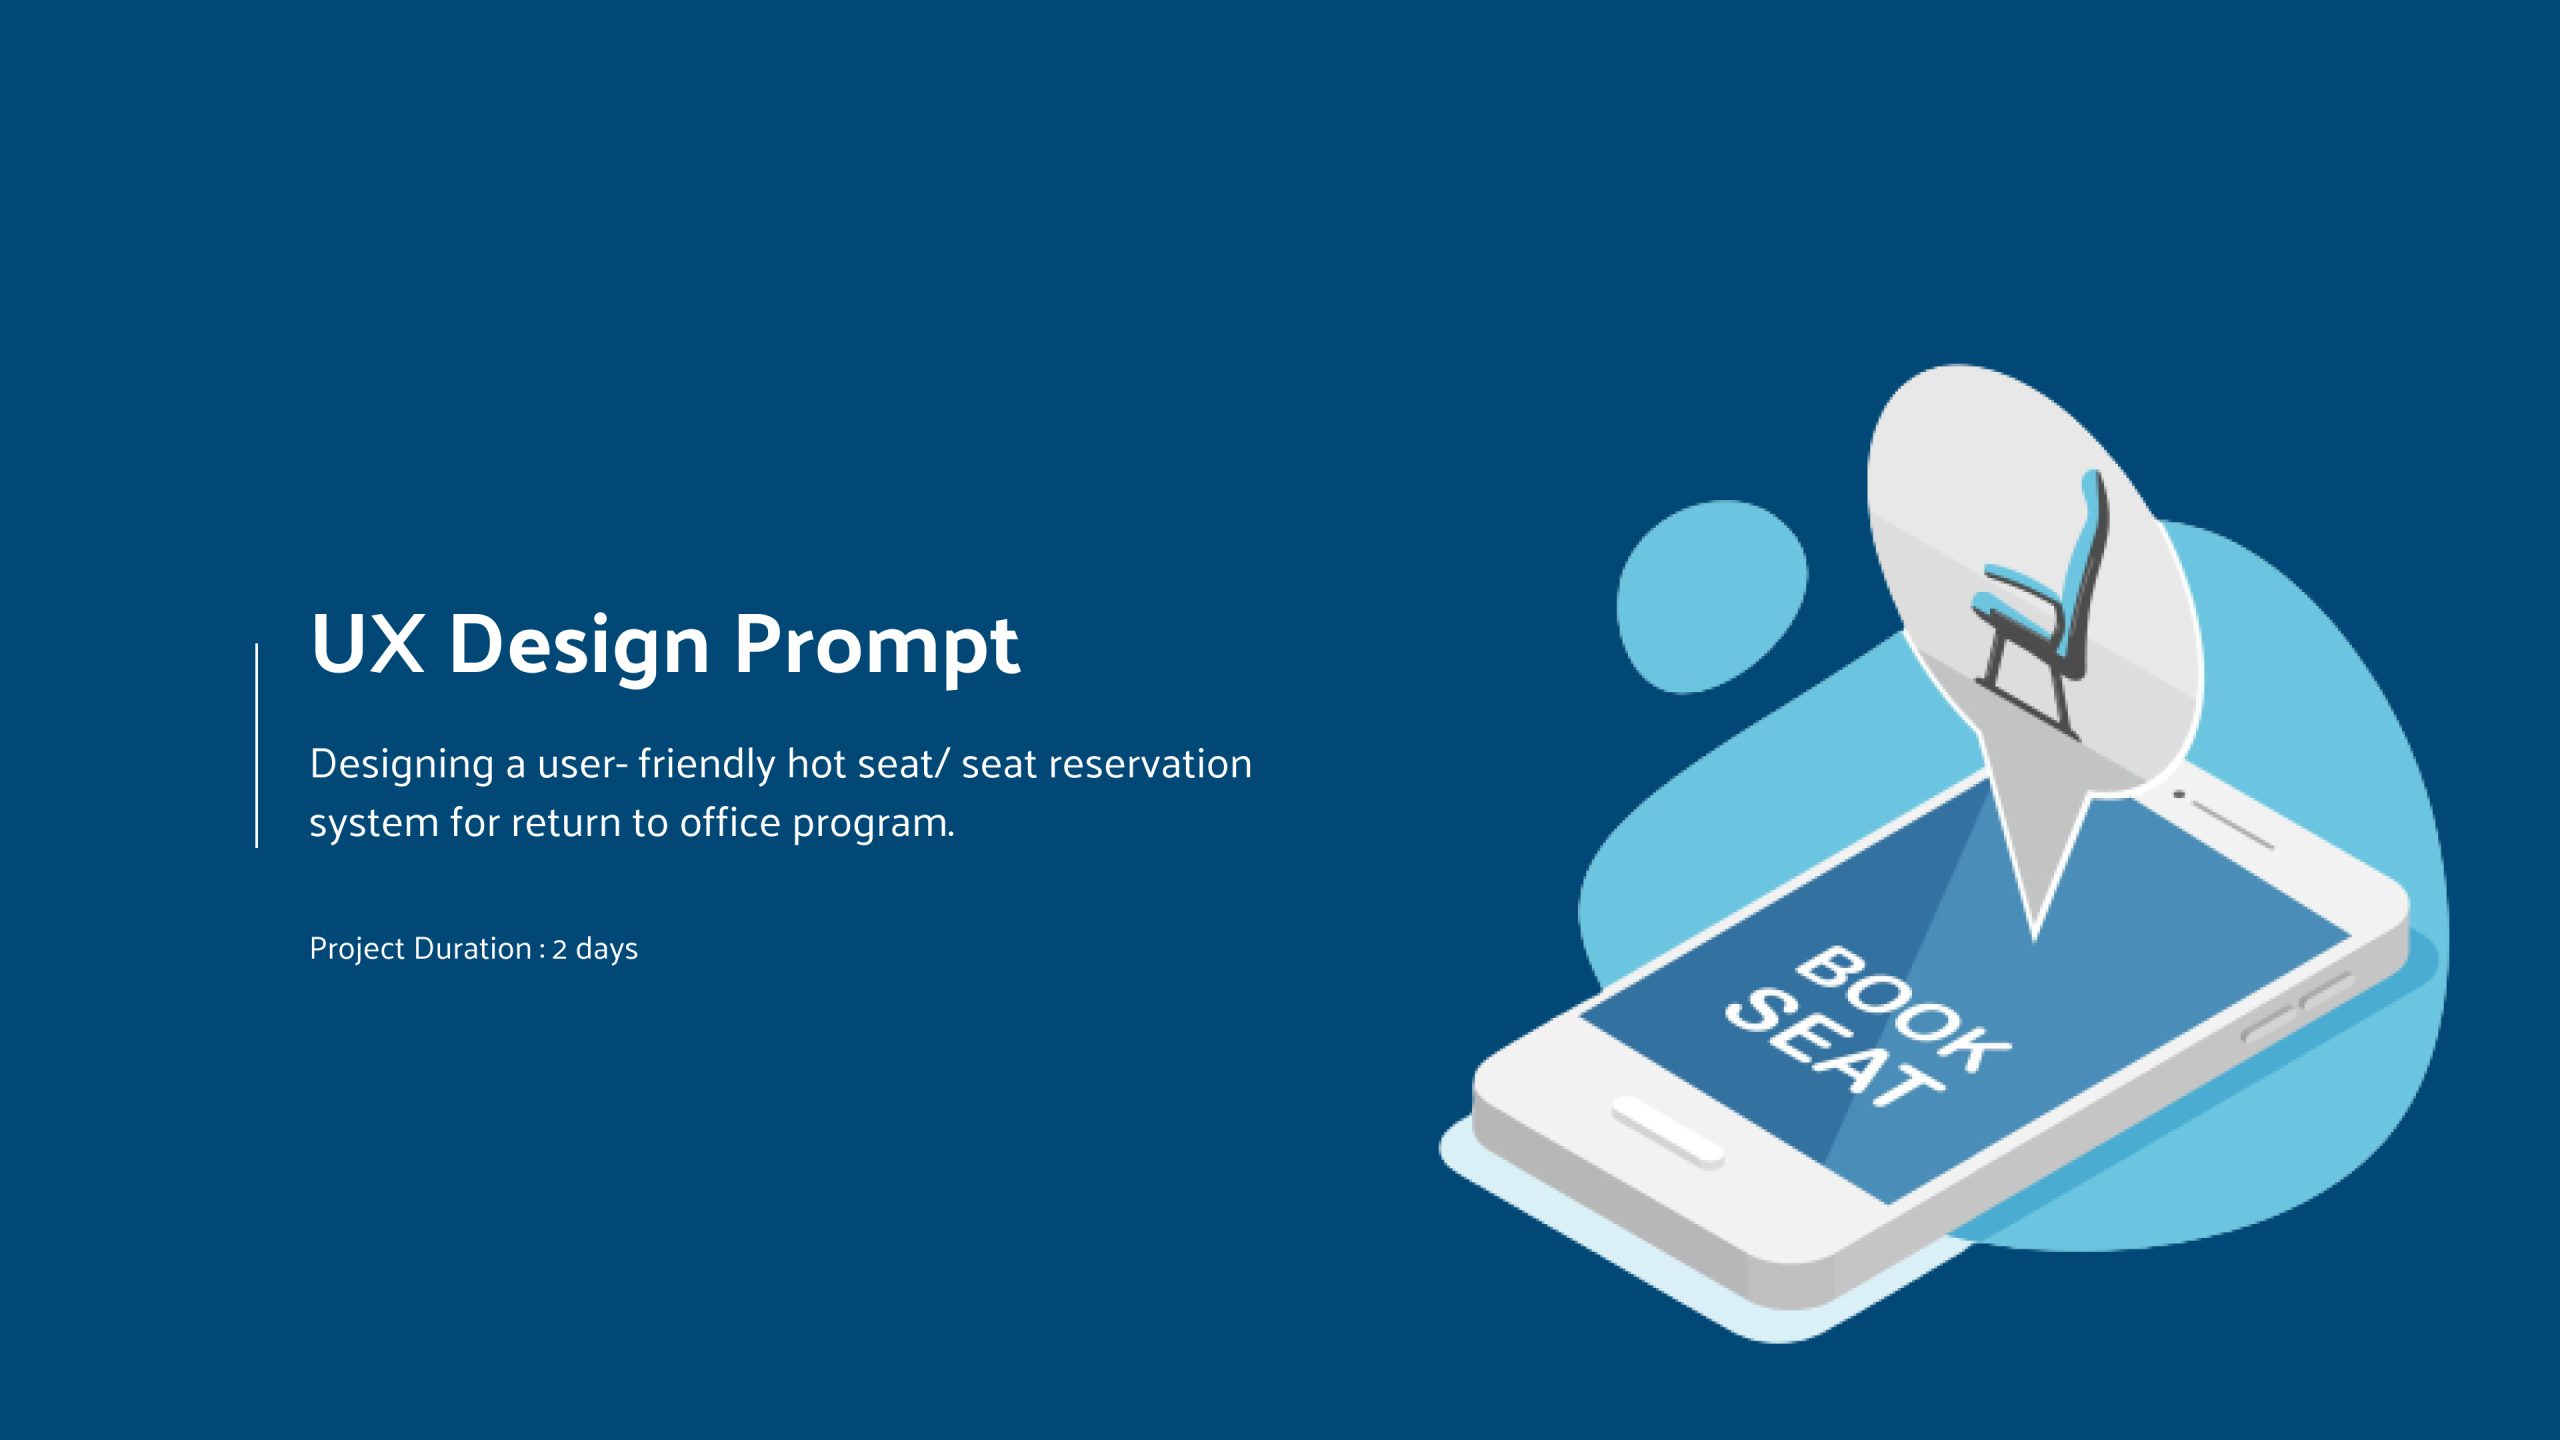 UX Design Prompt
Designing a user- friendly hot seat/ seat reservation
system for return to office program.
Project Duration : 2 days
BOOK
SEAT